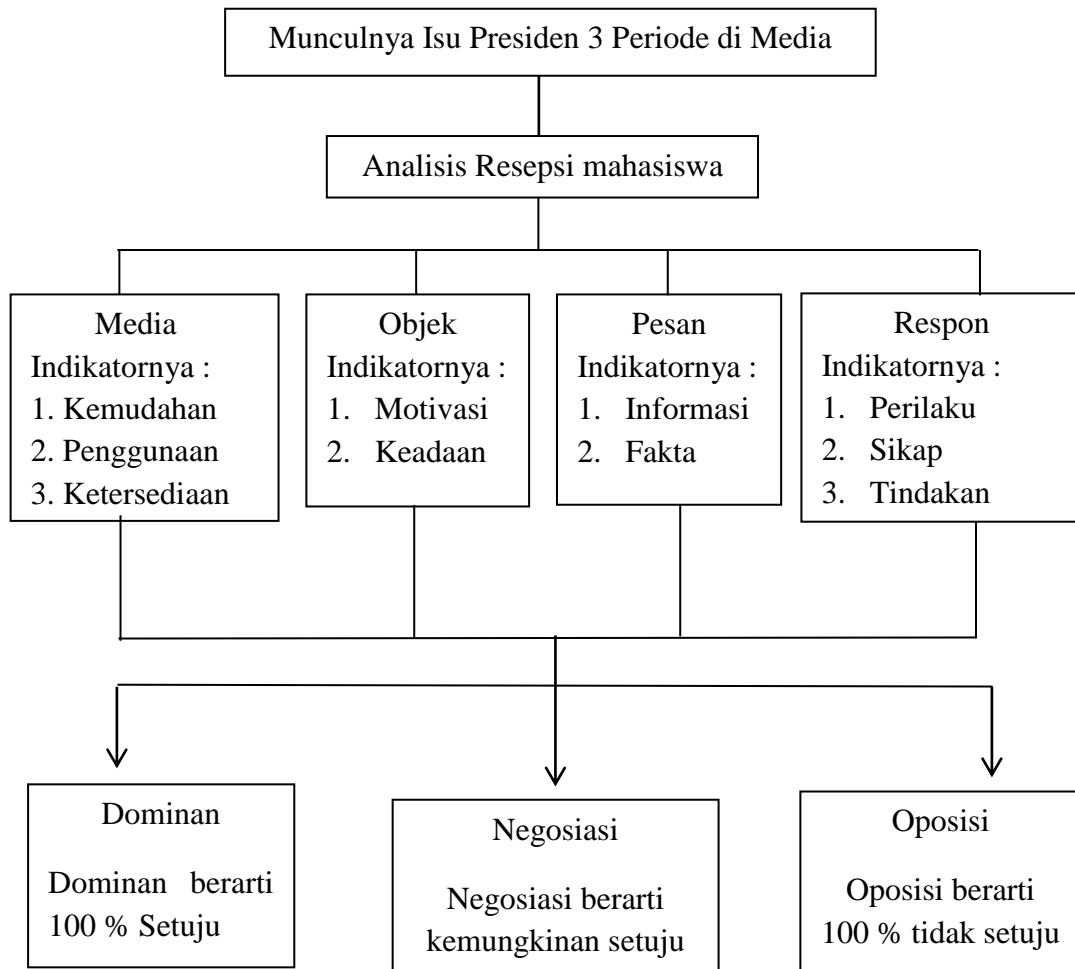 Munculnya Isu Presiden 3 Periode di Media
Analisis Resepsi mahasiswa
Media
Indikatornya :
1. Kemudahan
2. Penggunaan
3. Ketersediaan
Objek
Indikatornya :
1. Motivasi
2. Keadaan
Pesan
Indikatornya :
1. Informasi
2. Fakta
Respon
Indikatornya :
1. Perilaku
2. Sikap
3. Tindakan
Dominan
Dominan berarti
100 % Setuju
Negosiasi
Negosiasi berarti
kemungkinan setuju
Oposisi
Oposisi berarti
100 % tidak setuju